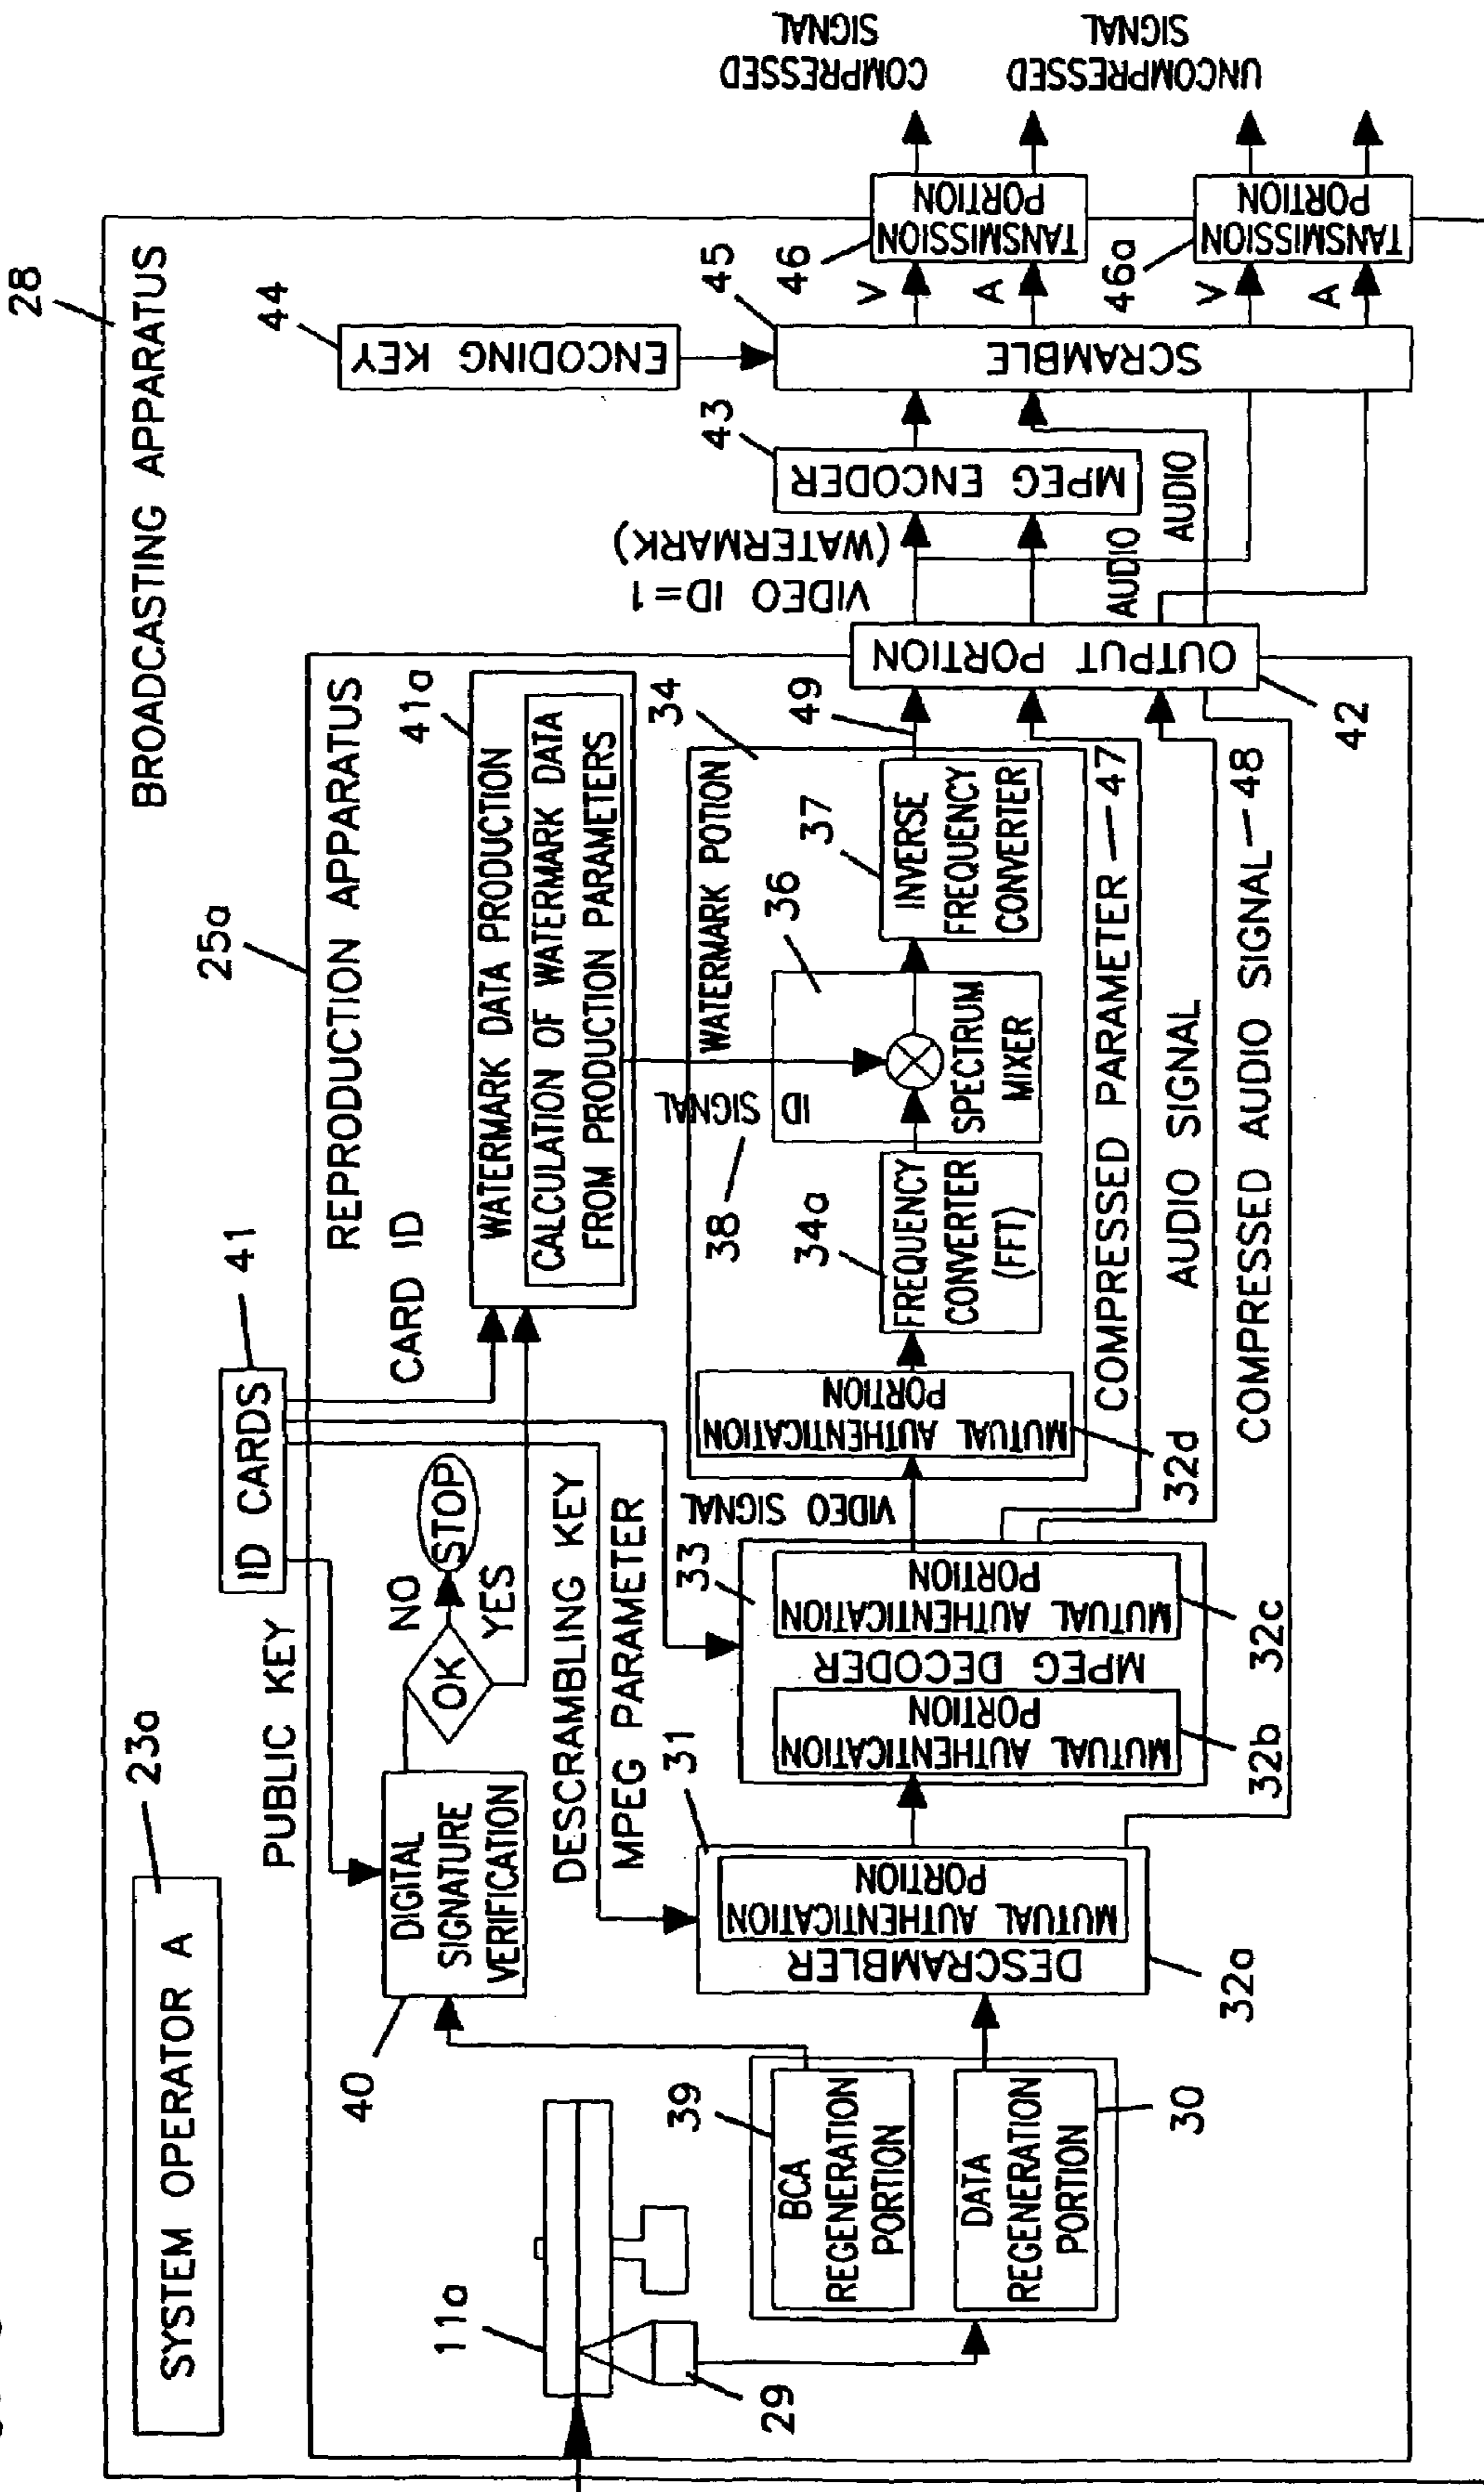 28
BROADCASTING APPARATUS
SYSTEM OPERATOR A
23a
25a
REPRODUCTION APPARATUS
ID CARDS
41
PUBLIC KEY
CARD ID
DIGITAL
SIGNATURE
VERIFICATION
40
OK
NO
STOP
YES
DESCRAMBLING KEY
MPEG PARAMETER
WATERMARK DATA PRODUCTION
41a
CALCULATION OF WATERMARK DATA
FROM PRODUCTION PARAMETERS
11a
29
39
BCA
REGENERATION
PORTION
DATA
REGENERATION
PORTION
30
31
DESCRAMBLER
MUTUAL AUTHENTICATION
PORTION
32a
33
MPEG DECODER
MUTUAL AUTHENTICATION
PORTION
32b
MUTUAL AUTHENTICATION
PORTION
32c
VIDEO SIGNAL
WATERMARK POTION
34
MUTUAL AUTHENTICATION
PORTION
32d
34a
FREQUENCY
CONVERTER
(FFT)
38
ID SIGNAL
36
SPECTRUM
MIXER
37
INVERSE
FREQUENCY
CONVERTER
49
COMPRESSED PARAMETER
47
AUDIO SIGNAL
COMPRESSED AUDIO SIGNAL
48
OUTPUT PORTION
42
VIDEO ID=1
(WATERMARK)
AUDIO
AUDIO
43
MPEG ENCODER
44
ENCODING KEY
45
SCRAMBLE
V
A
46
TANSMISSION
PORTION
V
A
46a
TANSMISSION
PORTION
COMPRESSED
SIGNAL
UNCOMPRESSED
SIGNAL